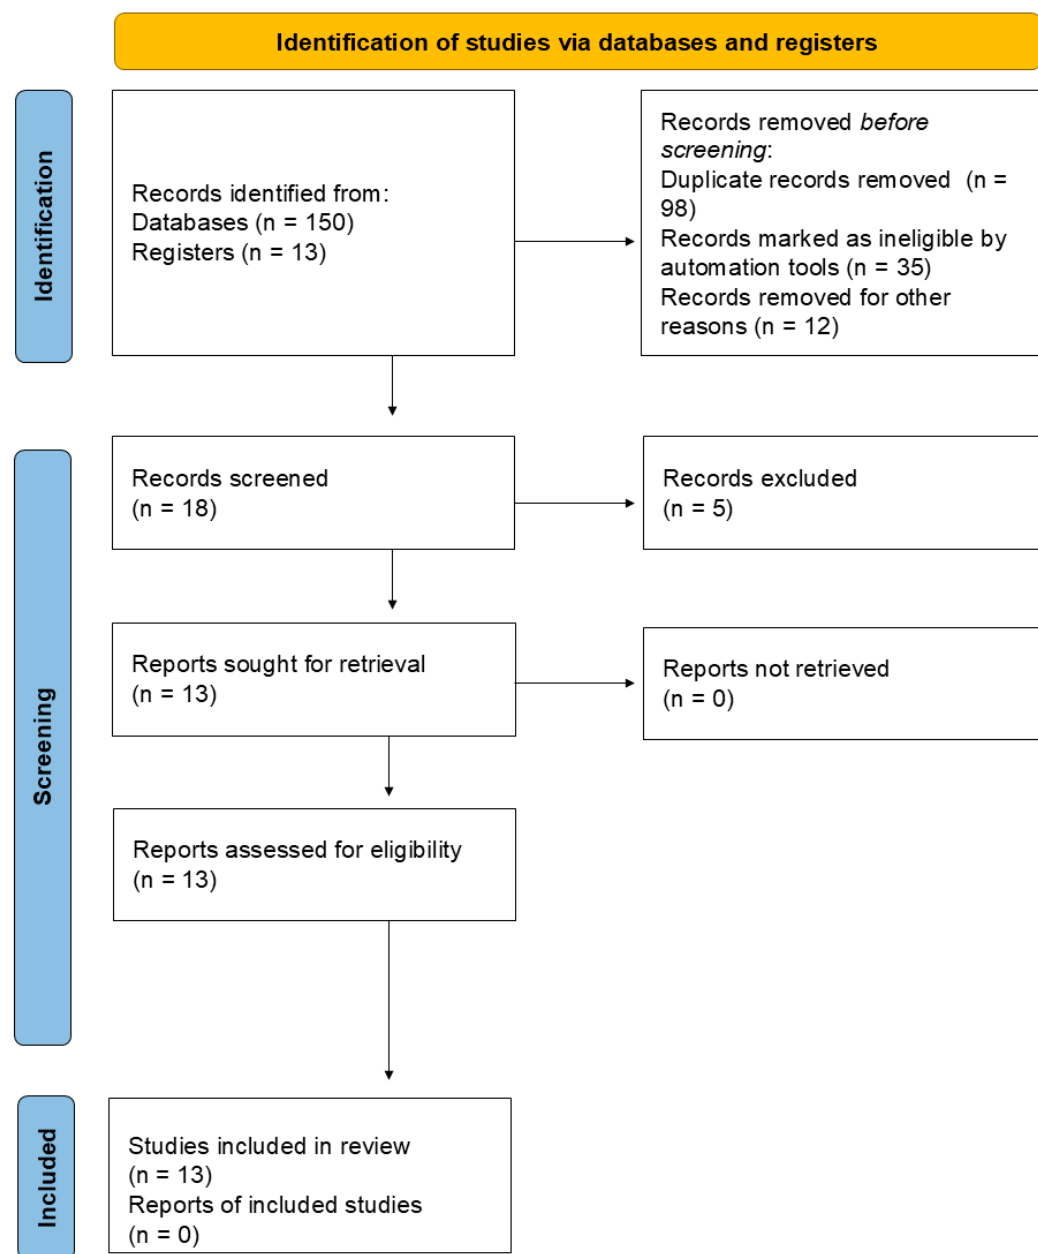 Identification of studies via databases and registers
Identification
Records identified from:
Databases (n = 150)
Registers (n = 13)
Records removed before
screening:
Duplicate records removed  (n =
98)
Records marked as ineligible by
automation tools (n = 35)
Records removed for other
reasons (n = 12)
Screening
Records screened
(n = 18)
Records excluded
(n = 5)
Reports sought for retrieval
(n = 13)
Reports not retrieved
(n = 0)
Reports assessed for eligibility
(n = 13)
Included
Studies included in review
(n = 13)
Reports of included studies
(n = 0)